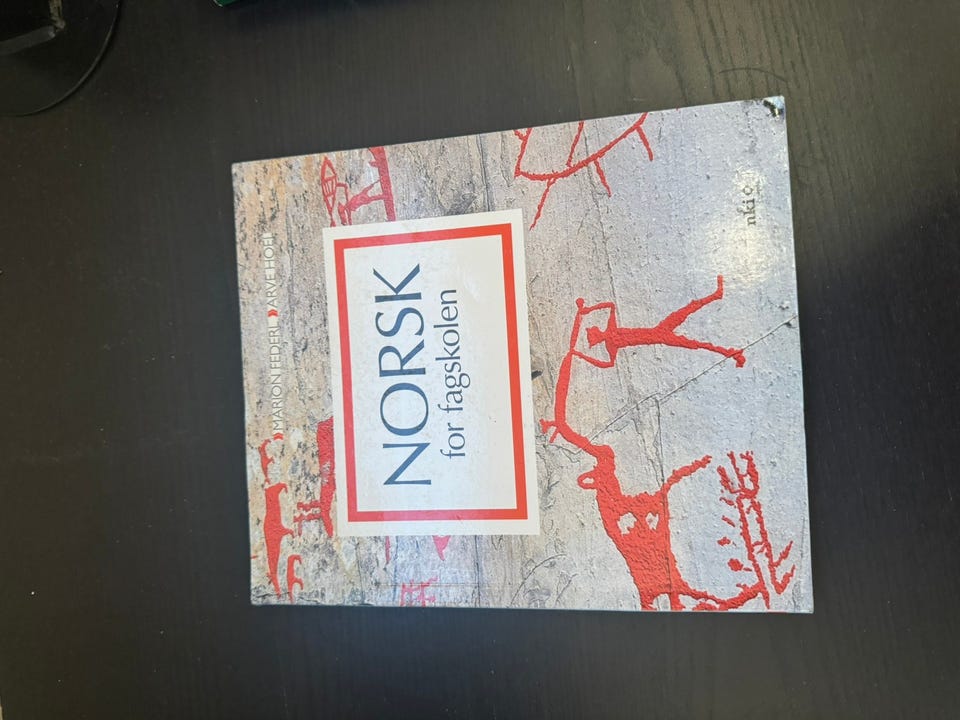 »MARION FEDERL »ARVE HOEL
NORSK
for fagskolen
nki